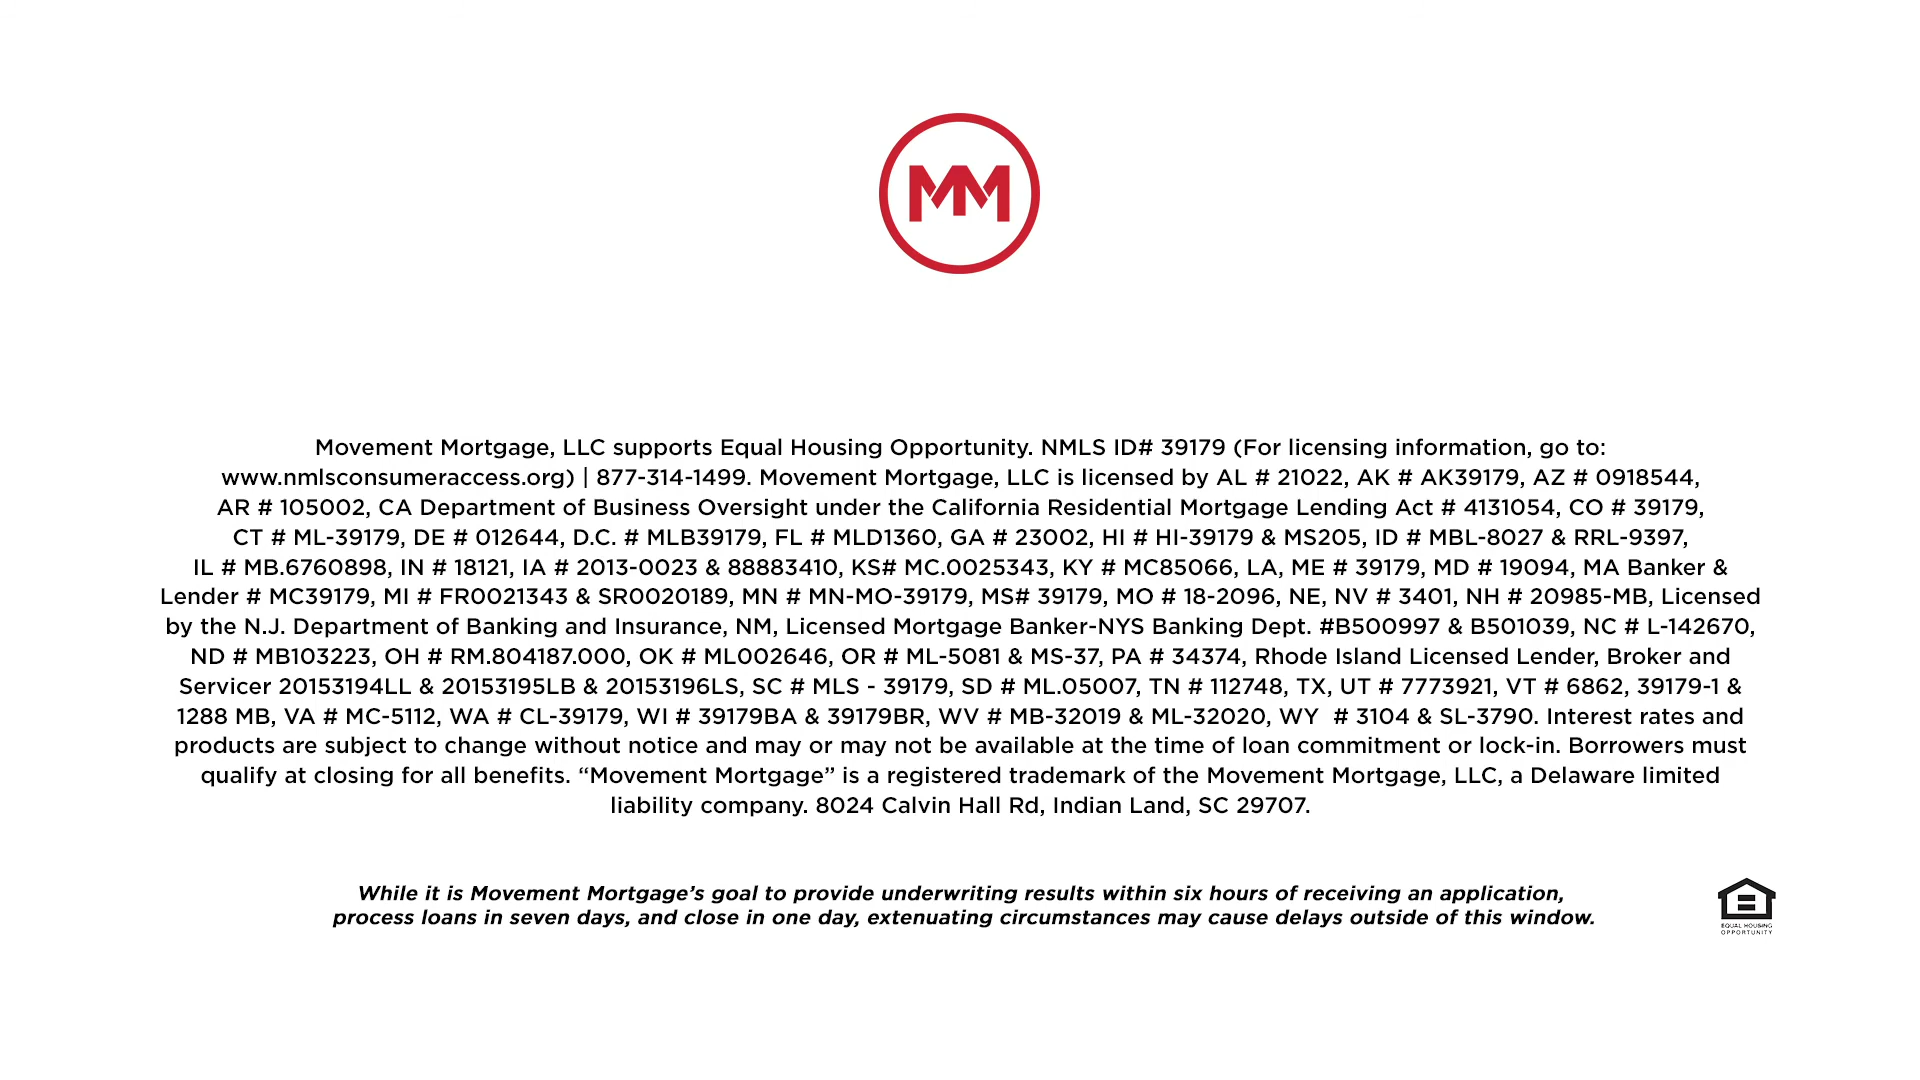 MM
Movement Mortgage, LLC supports Equal Housing Opportunity. NMLS ID# 39179 (For licensing information, go to:
www.nmlsconsumeraccess.org) | 877-314-1499. Movement Mortgage, LLC is licensed by AL # 21022, AK # AK39179, AZ # 0918544,
AR # 105002, CA Department of Business Oversight under the California Residential Mortgage Lending Act # 4131054, CO # 39179,
CT # ML-39179, DE # 012644, D.C. # MLB39179, FL # MLD1360, GA # 23002, HI # HI-39179 & MS205, ID # MBL-8027 & RRL-9397,
IL # MB.6760898, IN # 18121, IA # 2013-0023 & 88883410, KS# MC.0025343, KY # MC85066, LA, ME # 39179, MD # 19094, MA Banker &
Lender # MC39179, MI # FR0021343 & SR0020189, MN # MN-MO-39179, MS# 39179, MO # 18-2096, NE, NV # 3401, NH # 20985-MB, Licensed
by the N.J. Department of Banking and Insurance, NM, Licensed Mortgage Banker-NYS Banking Dept. #B500997 & B501039, NC # L-142670,
ND # MB103223, OH # RM.804187.000, OK # ML002646, OR # ML-5081 & MS-37, PA # 34374, Rhode Island Licensed Lender, Broker and
Servicer 20153194LL & 20153195LB & 20153196LS, SC # MLS - 39179, SD # ML.05007, TN # 112748, TX, UT # 7773921, VT # 6862, 39179-1 &
1288 MB, VA # MC-5112, WA # CL-39179, WI # 39179BA & 39179BR, WV # MB-32019 & ML-32020, WY  # 3104 & SL-3790. Interest rates and
products are subject to change without notice and may or may not be available at the time of loan commitment or lock-in. Borrowers must
qualify at closing for all benefits. “Movement Mortgage” is a registered trademark of the Movement Mortgage, LLC, a Delaware limited
liability company. 8024 Calvin Hall Rd, Indian Land, SC 29707.
While it is Movement Mortgage’s goal to provide underwriting results within six hours of receiving an application,
process loans in seven days, and close in one day, extenuating circumstances may cause delays outside of this window.
EQUAL HOUSING
OPPORTUNITY